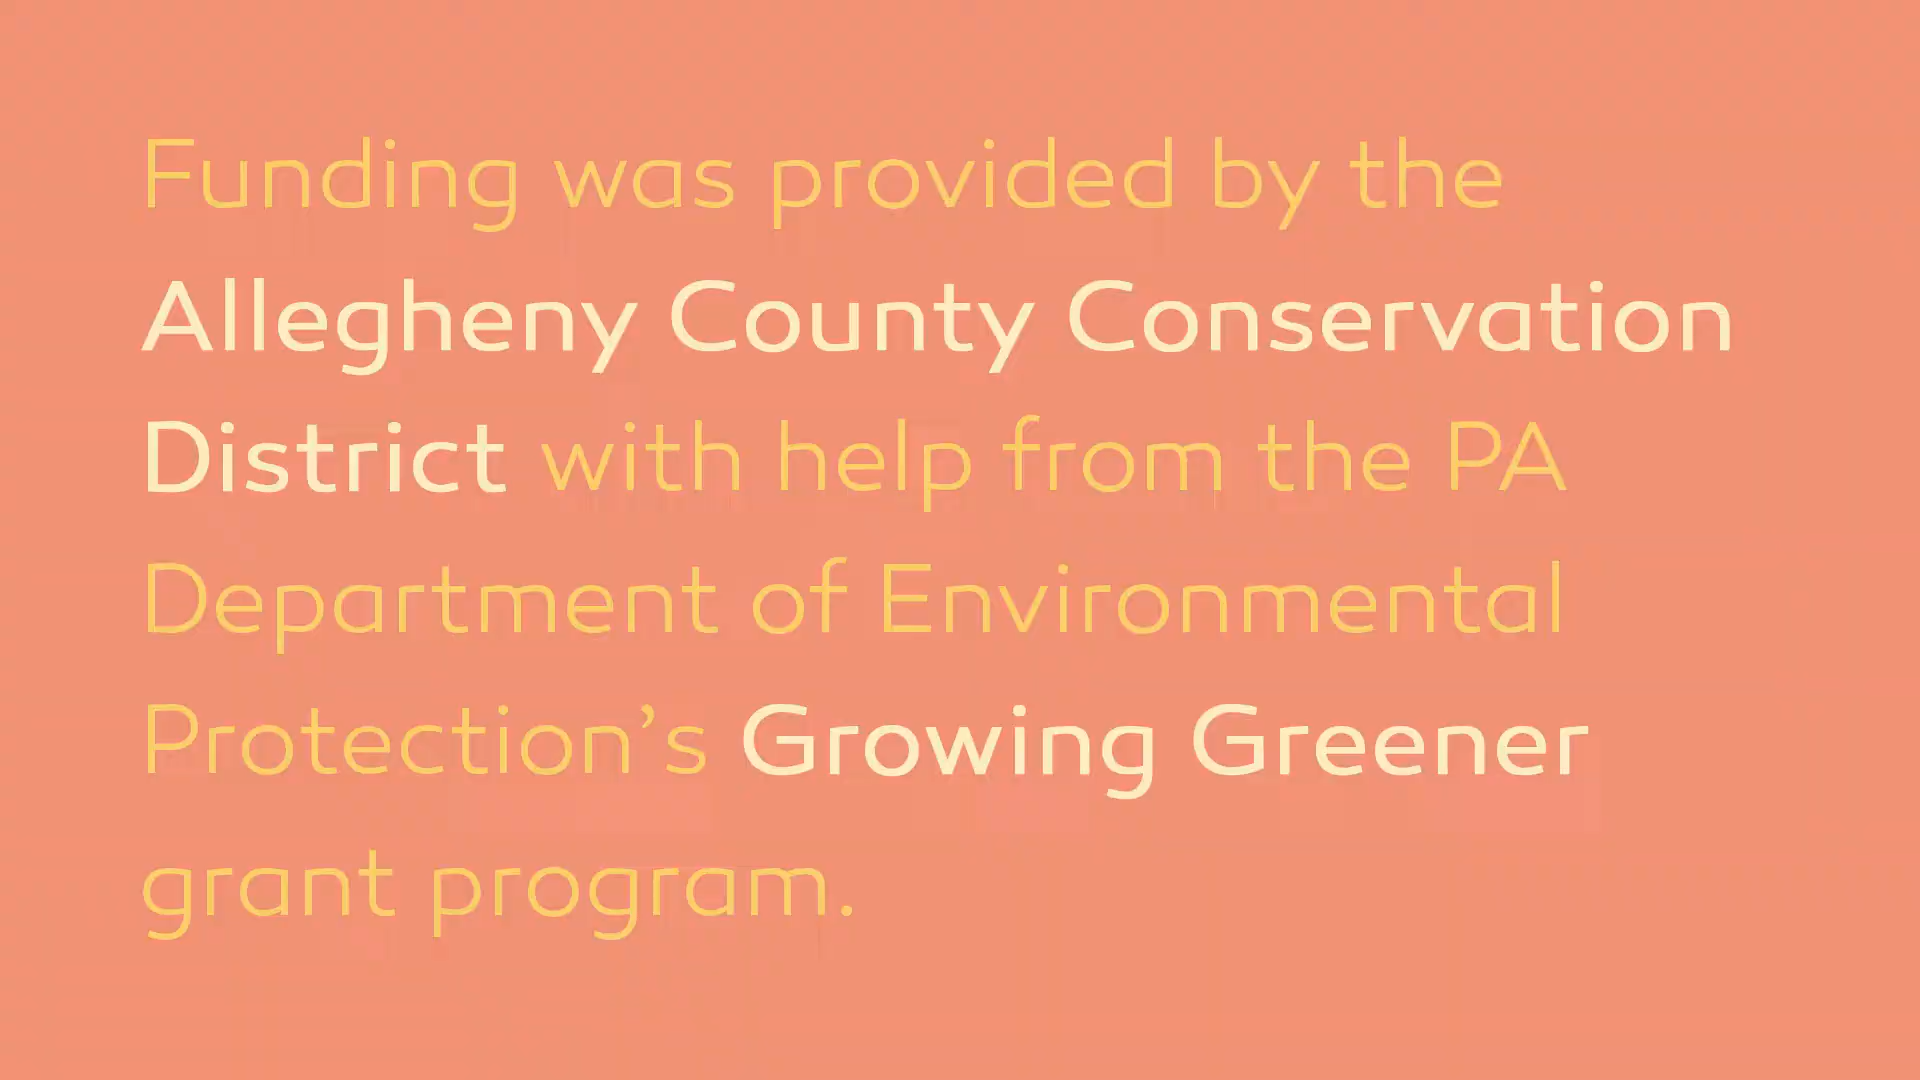 Funding was provided by the
Allegheny County Conservation
District with help from the PA
Department of Environmental
Protection’s Growing Greener
grant program.